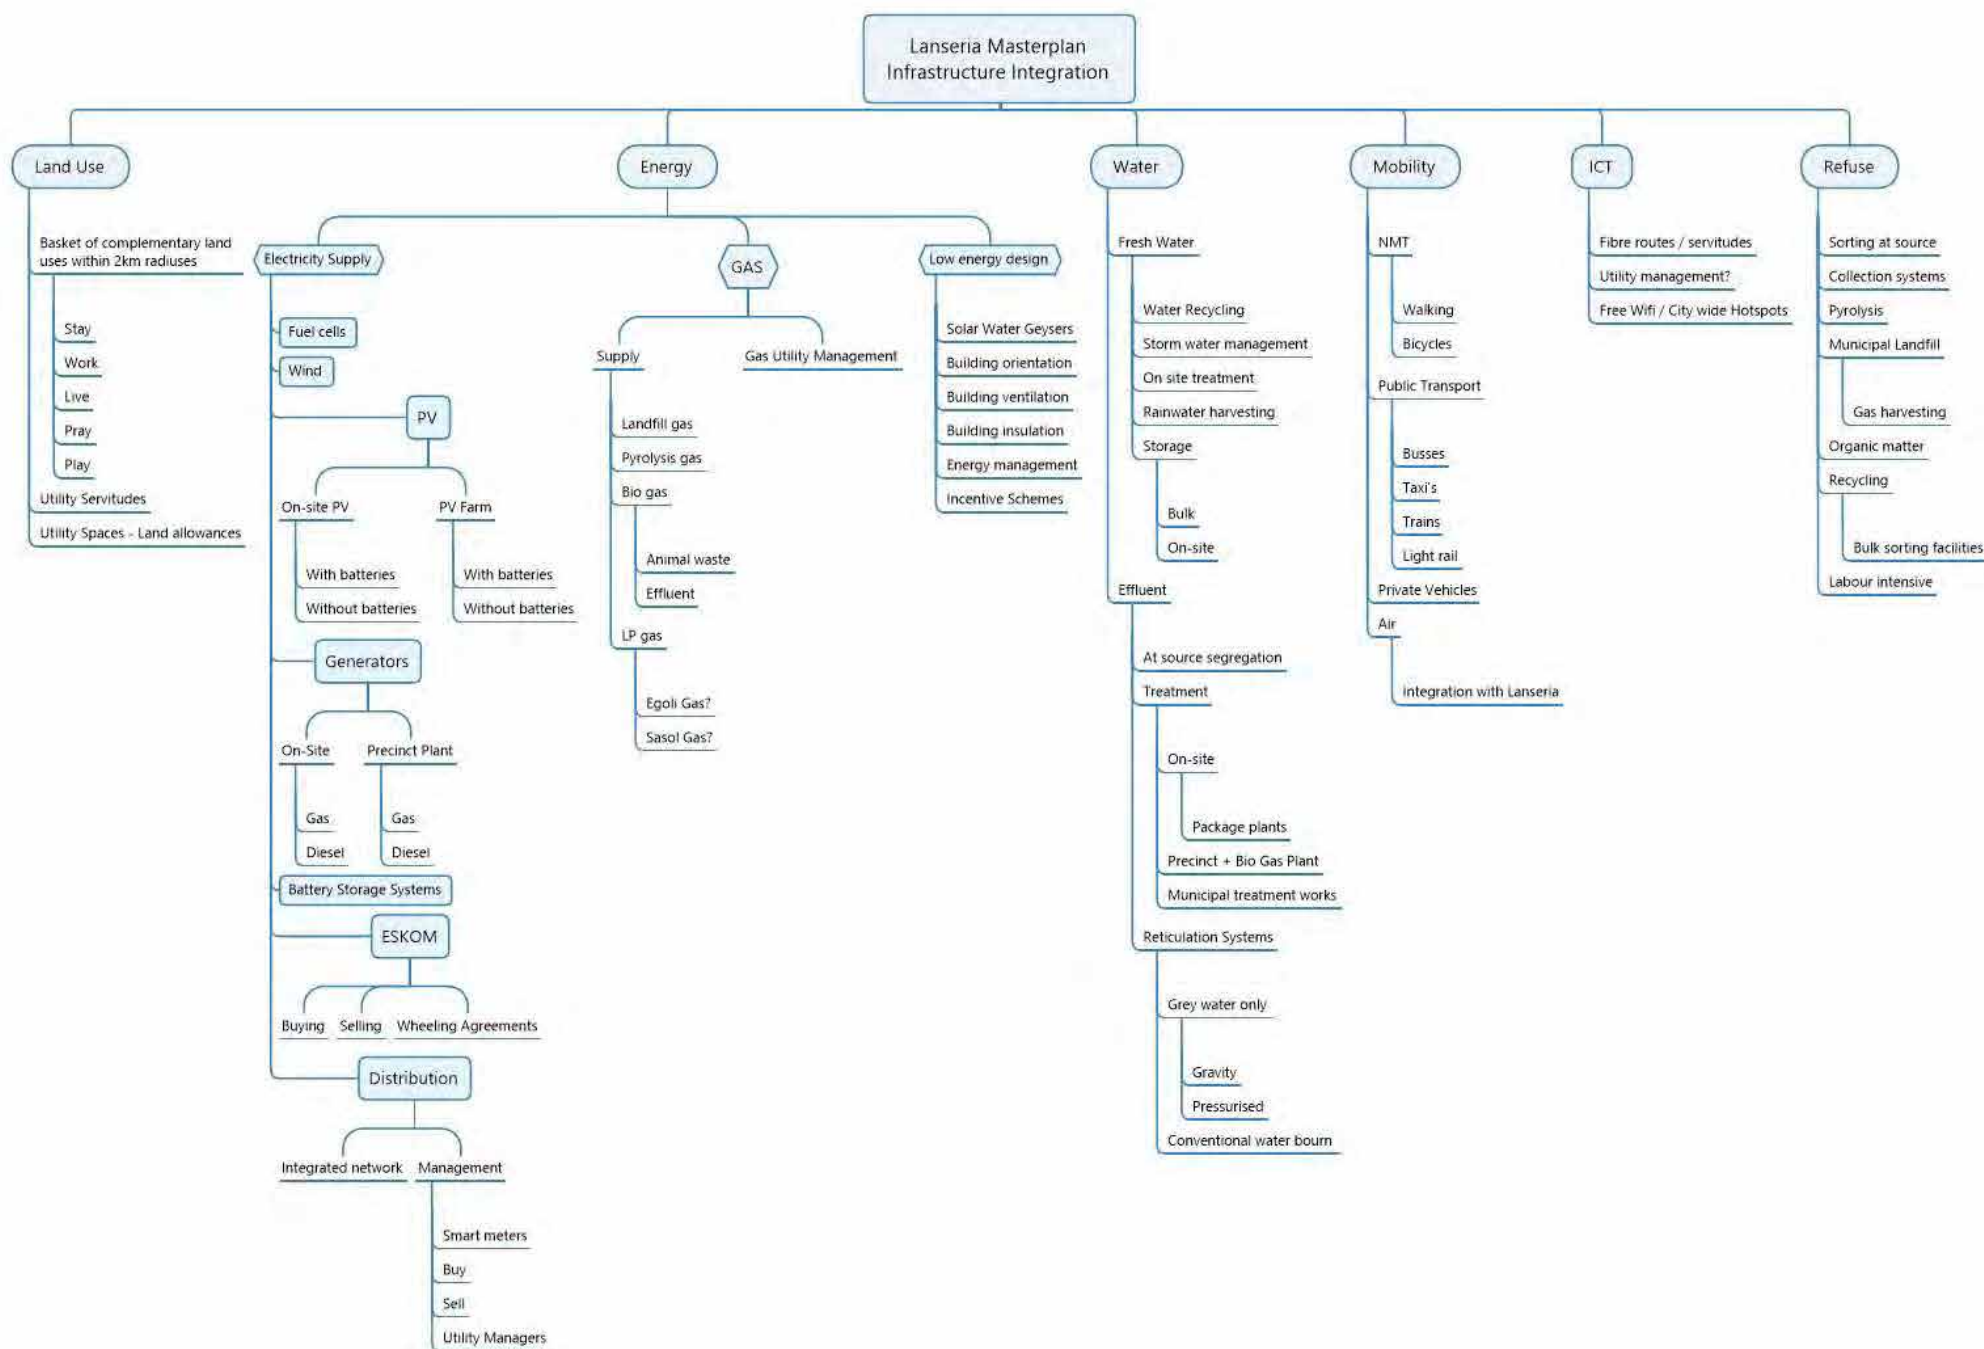 Lanseria Masterplan
Infrastructure Integration
Land Use
Basket of complementary land
uses within 2km radiuses
Stay
Work
Live
Pray
Play
Utility Servitudes
Utility Spaces - Land allowances
Energy
Electricity Supply
Fuel cells
Wind
PV
On-site PV
With batteries
Without batteries
PV Farm
With batteries
Without batteries
Generators
On-Site
Gas
Diesel
Precinct Plant
Gas
Diesel
Battery Storage Systems
ESKOM
Buying
Selling
Wheeling Agreements
Distribution
Integrated network
Management
Smart meters
Buy
Sell
Utility Managers
GAS
Supply
Landfill gas
Pyrolysis gas
Bio gas
Animal waste
Effluent
LP gas
Egoli Gas?
Sasol Gas?
Gas Utility Management
Low energy design
Solar Water Geysers
Building orientation
Building ventilation
Building insulation
Energy management
Incentive Schemes
Water
Fresh Water
Water Recycling
Storm water management
On site treatment
Rainwater harvesting
Storage
Bulk
On-site
Effluent
At source segregation
Treatment
On-site
Package plants
Precinct + Bio Gas Plant
Municipal treatment works
Reticulation Systems
Grey water only
Gravity
Pressurised
Conventional water bourn
Mobility
NMT
Walking
Bicycles
Public Transport
Busses
Taxi's
Trains
Light rail
Private Vehicles
Air
Integration with Lanseria
ICT
Fibre routes / servitudes
Utility management?
Free Wifi / City wide Hotspots
Refuse
Sorting at source
Collection systems
Pyrolysis
Municipal Landfill
Gas harvesting
Organic matter
Recycling
Bulk sorting facilities
Labour intensive